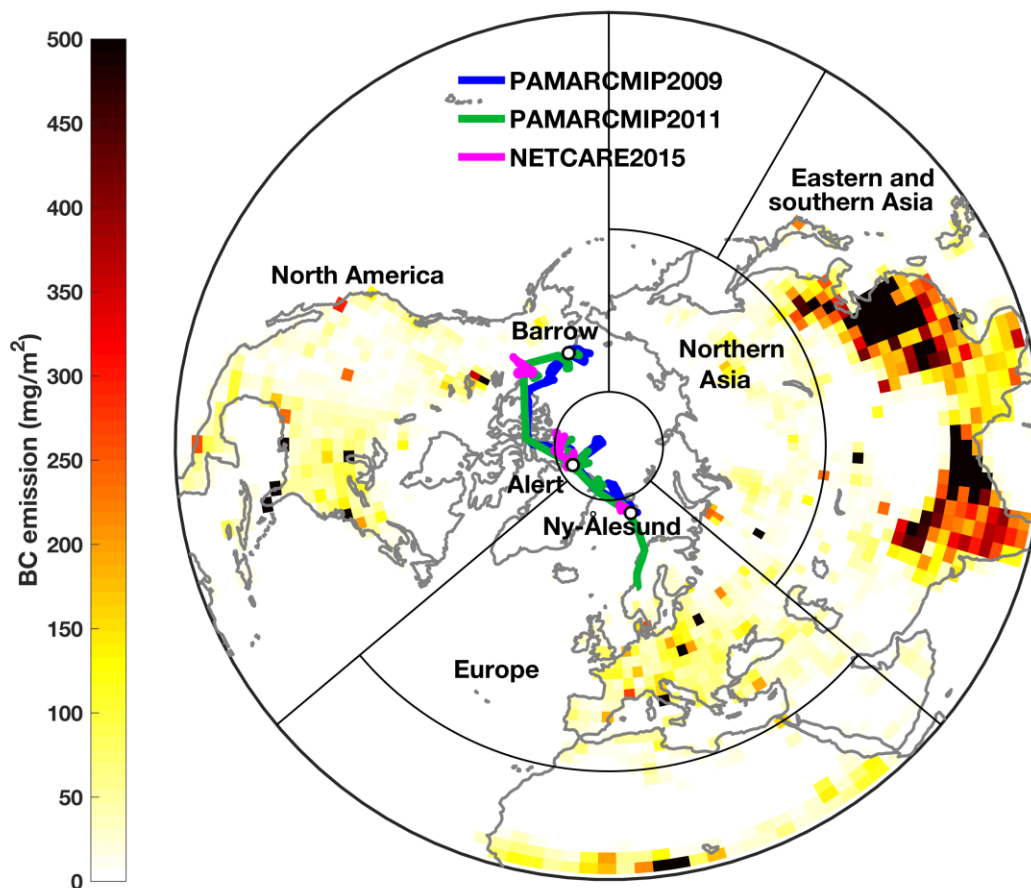 500
450
400
350
300
250
200
150
100
50
0
BC emission (mg/m²)
PAMARCMIP2009
PAMARCMIP2011
NETCARE2015
Eastern and
southern Asia
North America
Barrow
Northern
Asia
Alert
Ny-Ålesund
Europe